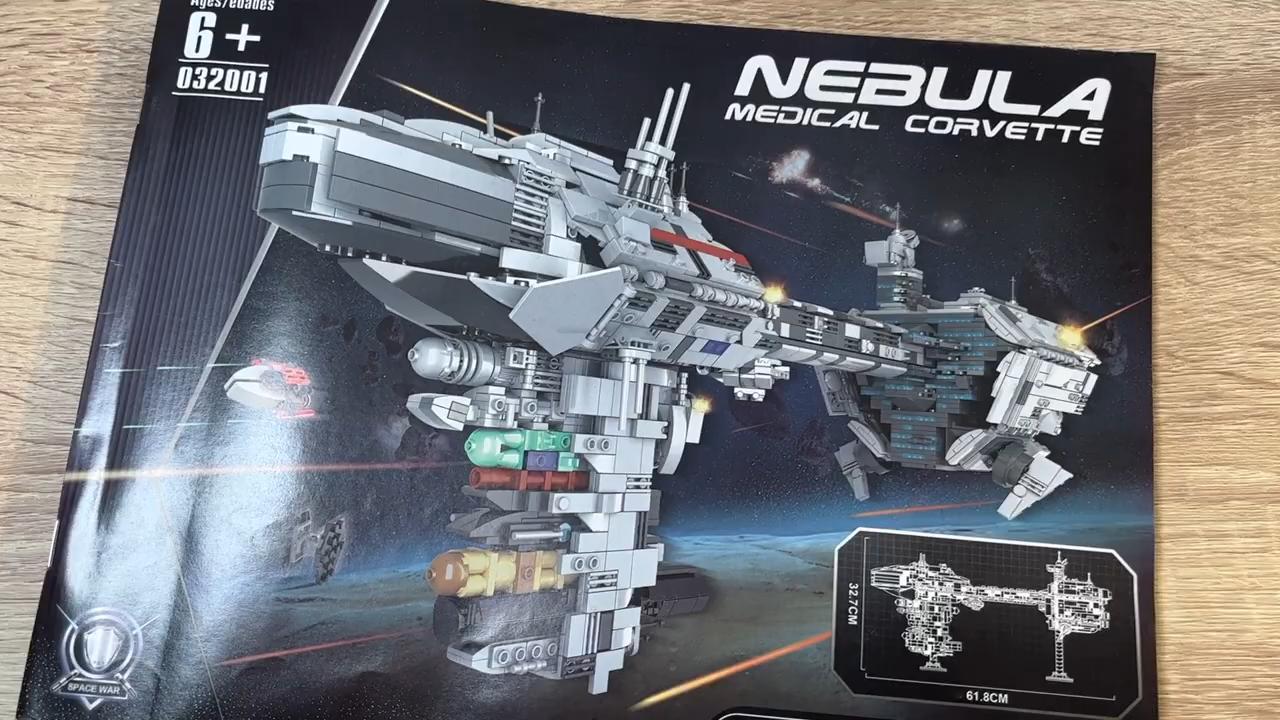 Ages/edades
6+
032001
NEBULA
MEDICAL CORVETTE
32.7CM
61.8CM
SPACE WAR